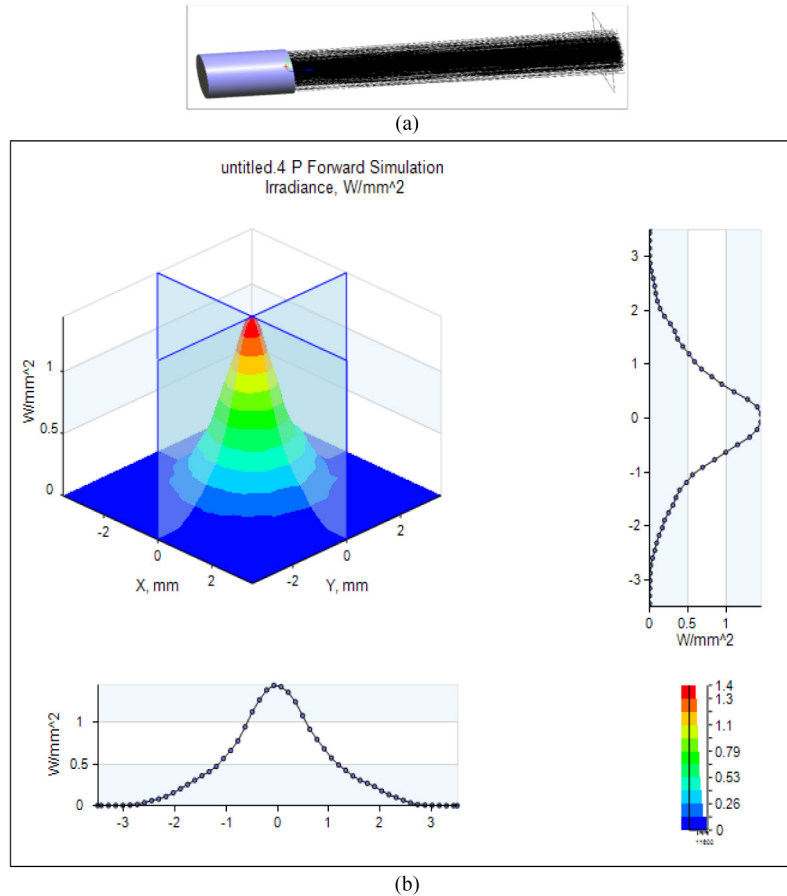 (a)
untitled.4 P Forward Simulation
Irradiance, W/mm^2
W/mm^2
1
0.5
0
-2
0
2
X, mm
-2
0
2
Y, mm
3
2
1
0
-1
-2
-3
0 0.5 1
W/mm^2
W/mm^2
1
0.5
0
-3 -2 -1 0 1 2 3
1.4
1.3
1.1
0.79
0.53
0.26
0
(b)